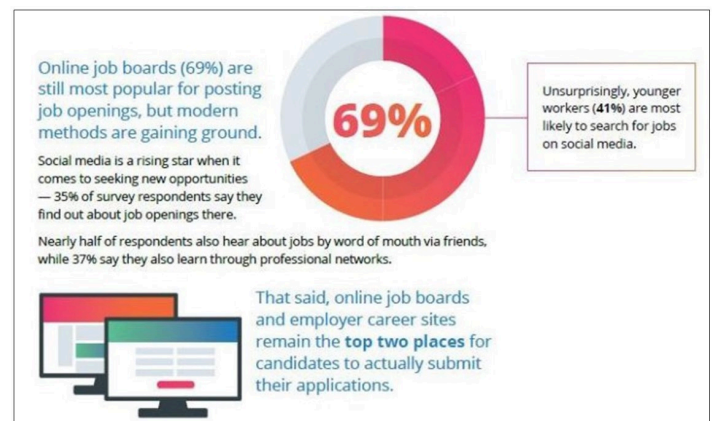 Online job boards (69%) are
still most popular for posting
job openings, but modern
methods are gaining ground.
Social media is a rising star when it
comes to seeking new opportunities
— 35% of survey respondents say they
find out about job openings there.
69%
Unsurprisingly, younger
workers (41%) are most
likely to search for jobs
on social media.
Nearly half of respondents also hear about jobs by word of mouth via friends,
while 37% say they also learn through professional networks.
That said, online job boards
and employer career sites
remain the top two places for
candidates to actually submit
their applications.